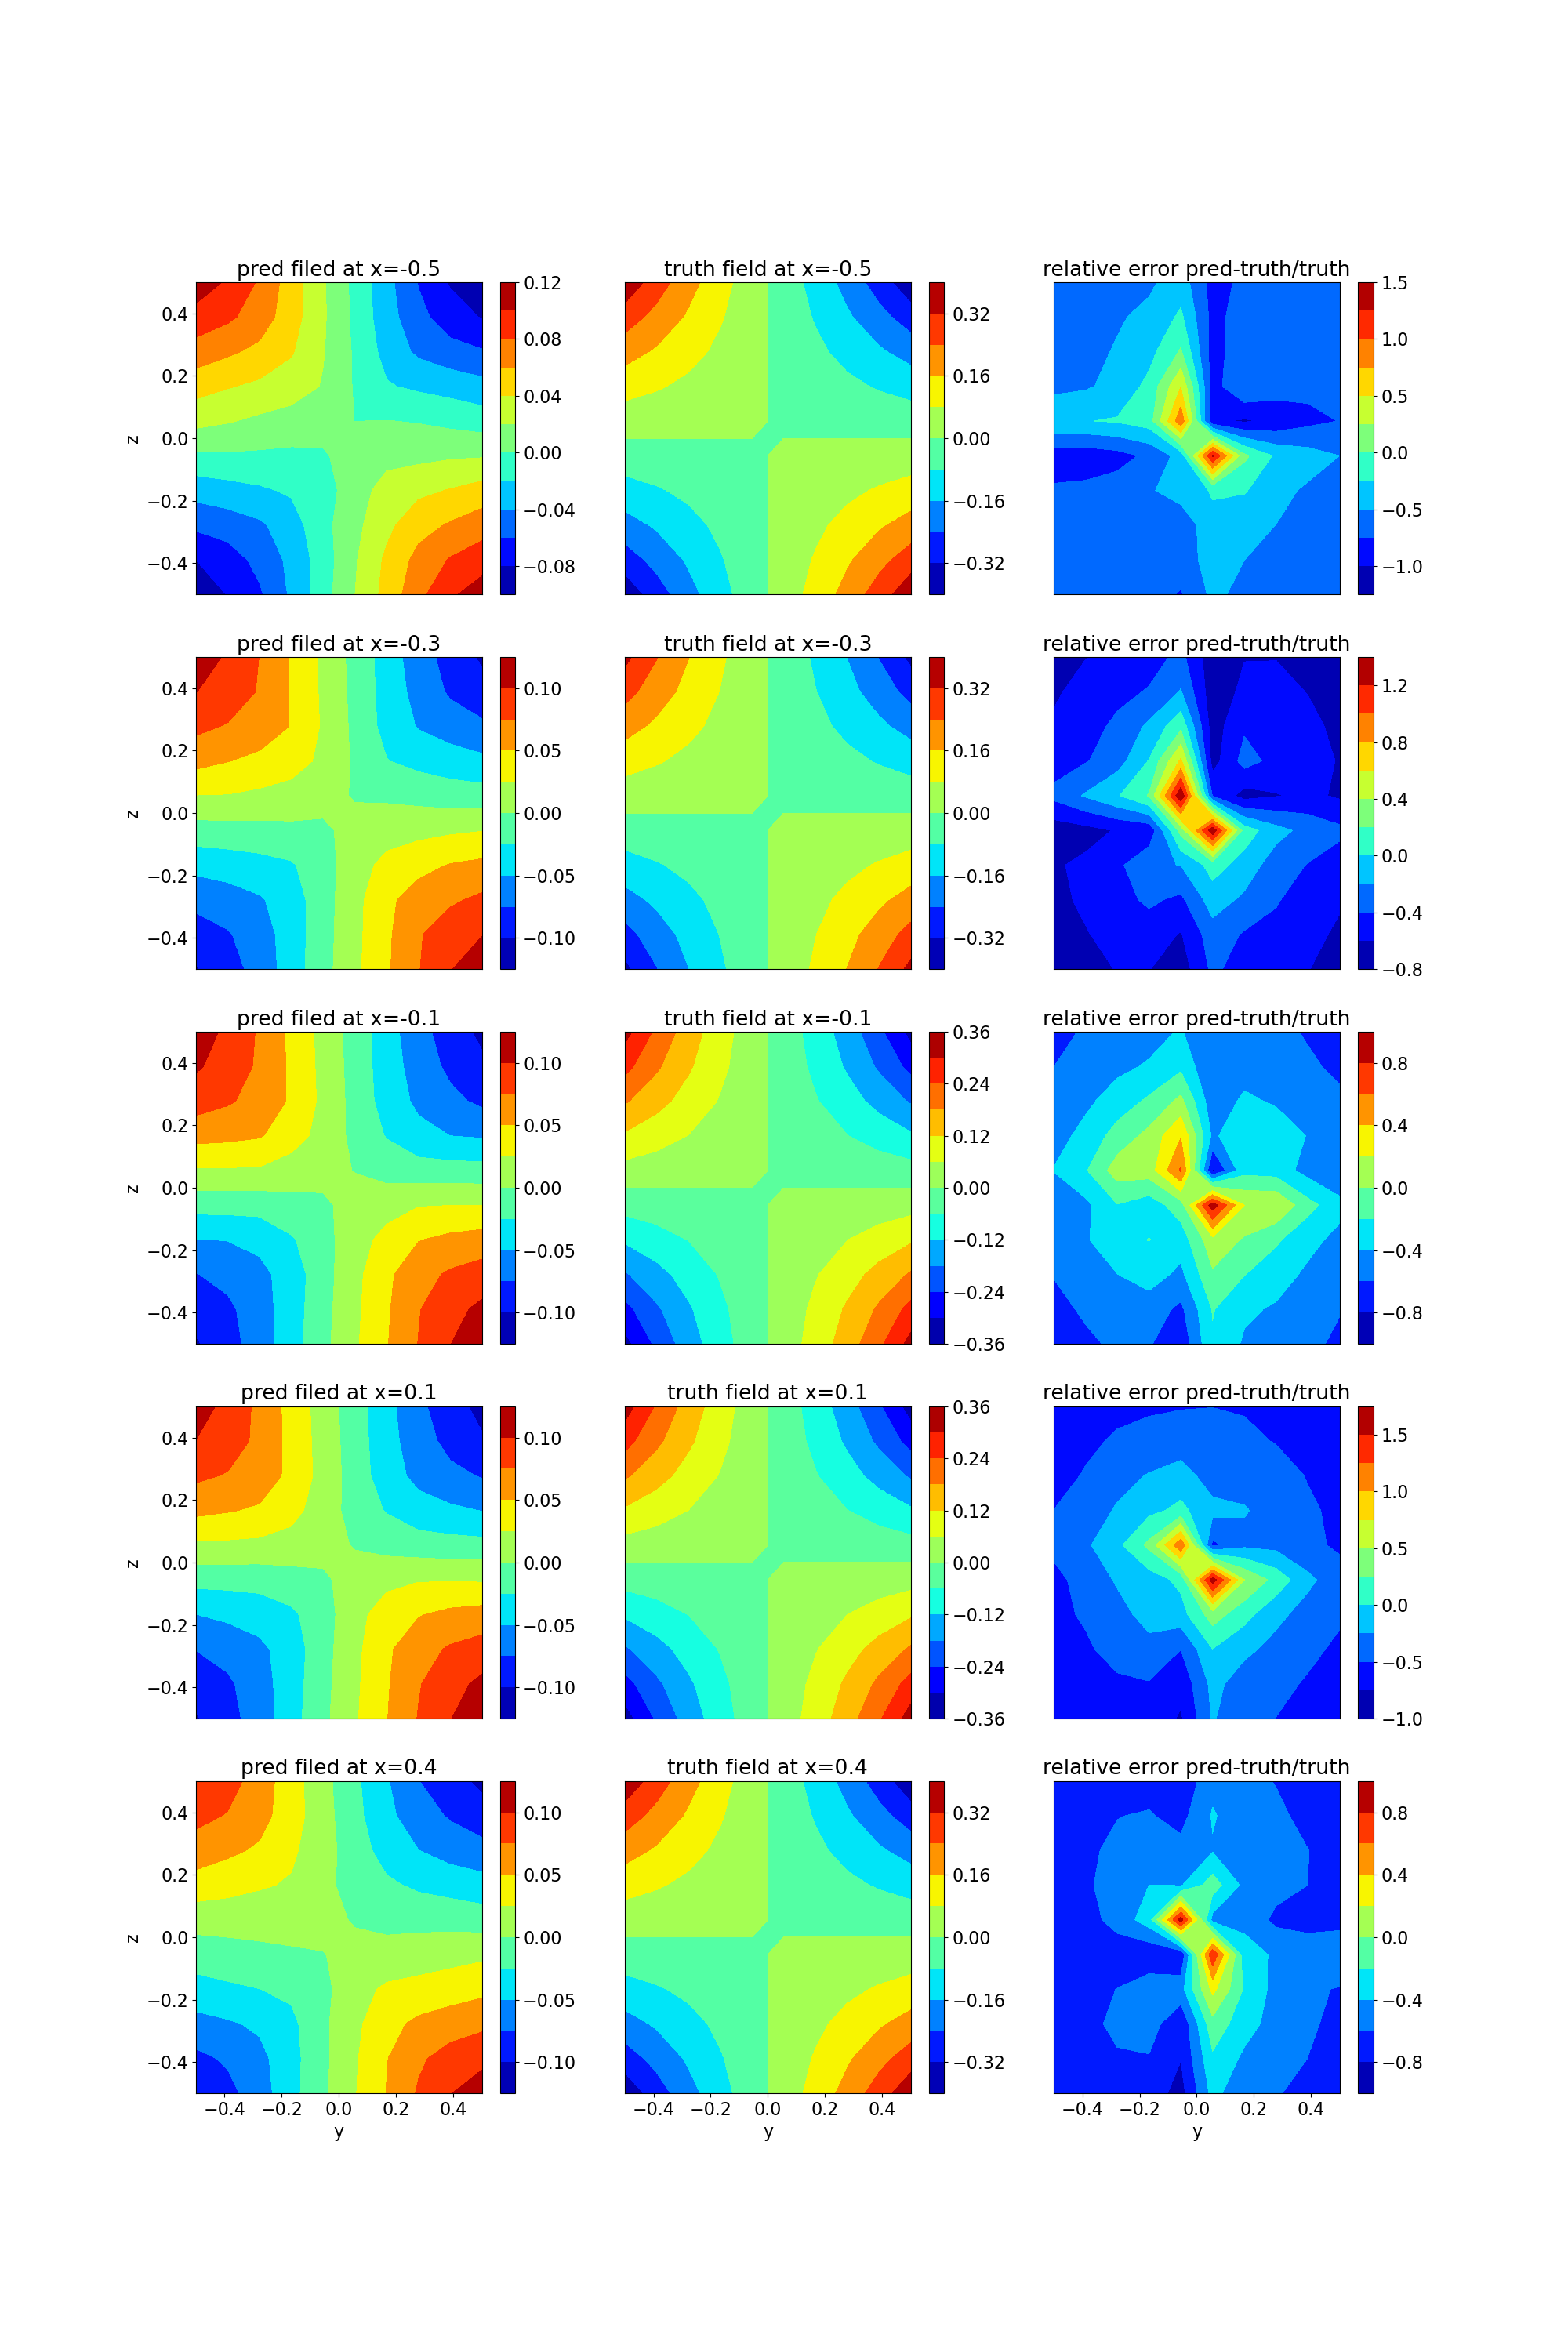 pred filed at x=-0.5 truth field at x=-0.5 relative error pred-truth/truth
z 0.4 0.2 0.0 −0.2 −0.4
0.12 0.08 0.04 0.00 −0.04 −0.08
0.32 0.16 0.00 −0.16 −0.32
1.5 1.0 0.5 0.0 −0.5 −1.0
pred filed at x=-0.3 truth field at x=-0.3 relative error pred-truth/truth
z 0.4 0.2 0.0 −0.2 −0.4
0.10 0.05 0.00 −0.05 −0.10
0.32 0.16 0.00 −0.16 −0.32
1.2 0.8 0.4 0.0 −0.4 −0.8
pred filed at x=-0.1 truth field at x=-0.1 relative error pred-truth/truth
z 0.4 0.2 0.0 −0.2 −0.4
0.10 0.05 0.00 −0.05 −0.10
0.36 0.24 0.12 0.00 −0.12 −0.24 −0.36
0.8 0.4 0.0 −0.4 −0.8
pred filed at x=0.1 truth field at x=0.1 relative error pred-truth/truth
z 0.4 0.2 0.0 −0.2 −0.4
0.10 0.05 0.00 −0.05 −0.10
0.36 0.24 0.12 0.00 −0.12 −0.24 −0.36
1.5 1.0 0.5 0.0 −0.5 −1.0
pred filed at x=0.4 truth field at x=0.4 relative error pred-truth/truth
z 0.4 0.2 0.0 −0.2 −0.4
0.10 0.05 0.00 −0.05 −0.10
0.32 0.16 0.00 −0.16 −0.32
0.8 0.4 0.0 −0.4 −0.8
−0.4 −0.2 0.0 0.2 0.4 −0.4 −0.2 0.0 0.2 0.4 −0.4 −0.2 0.0 0.2 0.4
y y y